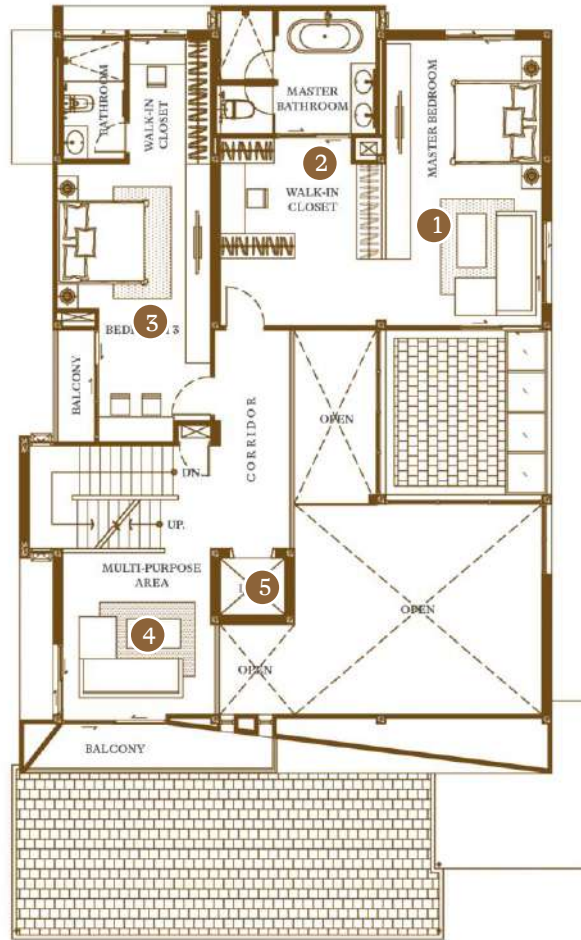 BATHROOM
WALK-IN
CLOSET
MASTER
BATHROOM
MASTER BEDROOM
2
WALK-IN
CLOSET
1
3
BALCONY
CORRIDOR
OPEN
DN.
UP.
MULTI-PURPOSE
AREA
5
OPEN
4
OPEN
BALCONY